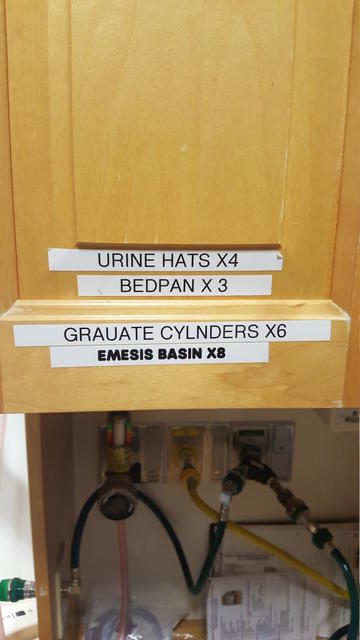 URINE HATS X4
BEDPAN X 3
GRAUATE CYLNDERS X6
EMESIS BASIN X8